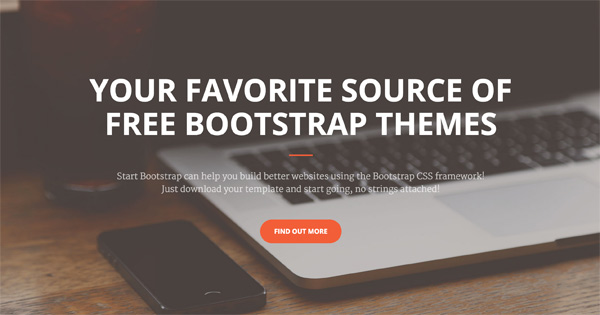 YOUR FAVORITE SOURCE OF
FREE BOOTSTRAP THEMES
Start Bootstrap can help you build better websites using the Bootstrap CSS framework!
Just download your template and start going, no strings attached!
FIND OUT MORE